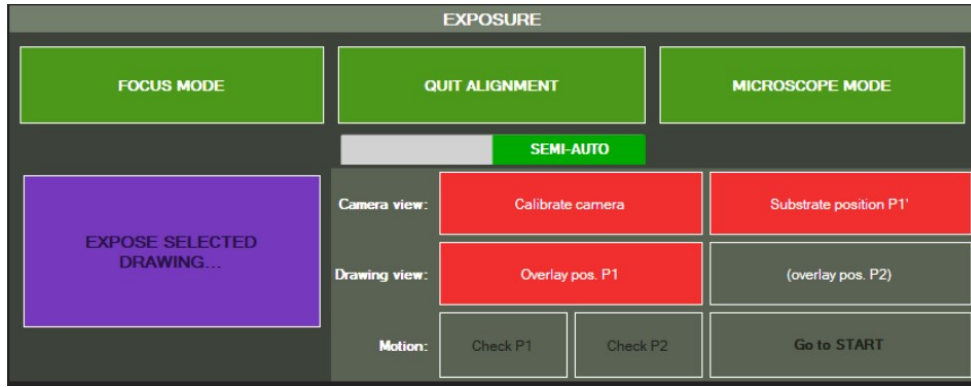 EXPOSURE
FOCUS MODE
QUIT ALIGNMENT
MICROSCOPE MODE
SEMI-AUTO
EXPOSE SELECTED
DRAWING...
Camera view:
Calibrate camera
Substrate position P1'
Drawing view:
Overlay pos. P1
(overlay pos. P2)
Motion:
Check P1
Check P2
Go to START